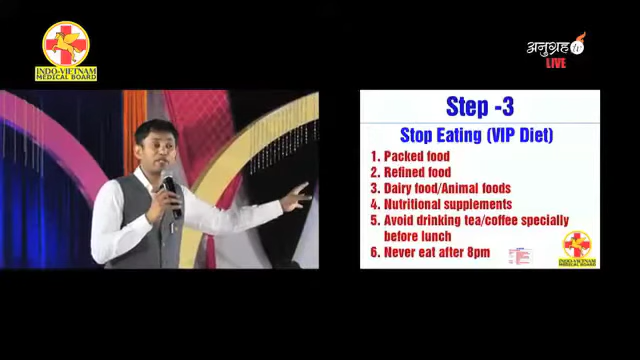 INDO-VIETNAM
MEDICAL BOARD
अनुग्रह tv
LIVE
Step -3
Stop Eating (VIP Diet)
1. Packed food
2. Refined food
3. Dairy food/Animal foods
4. Nutritional supplements
5. Avoid drinking tea/coffee specially
before lunch
6. Never eat after 8pm
INDO-VIETNAM
MEDICAL BOARD